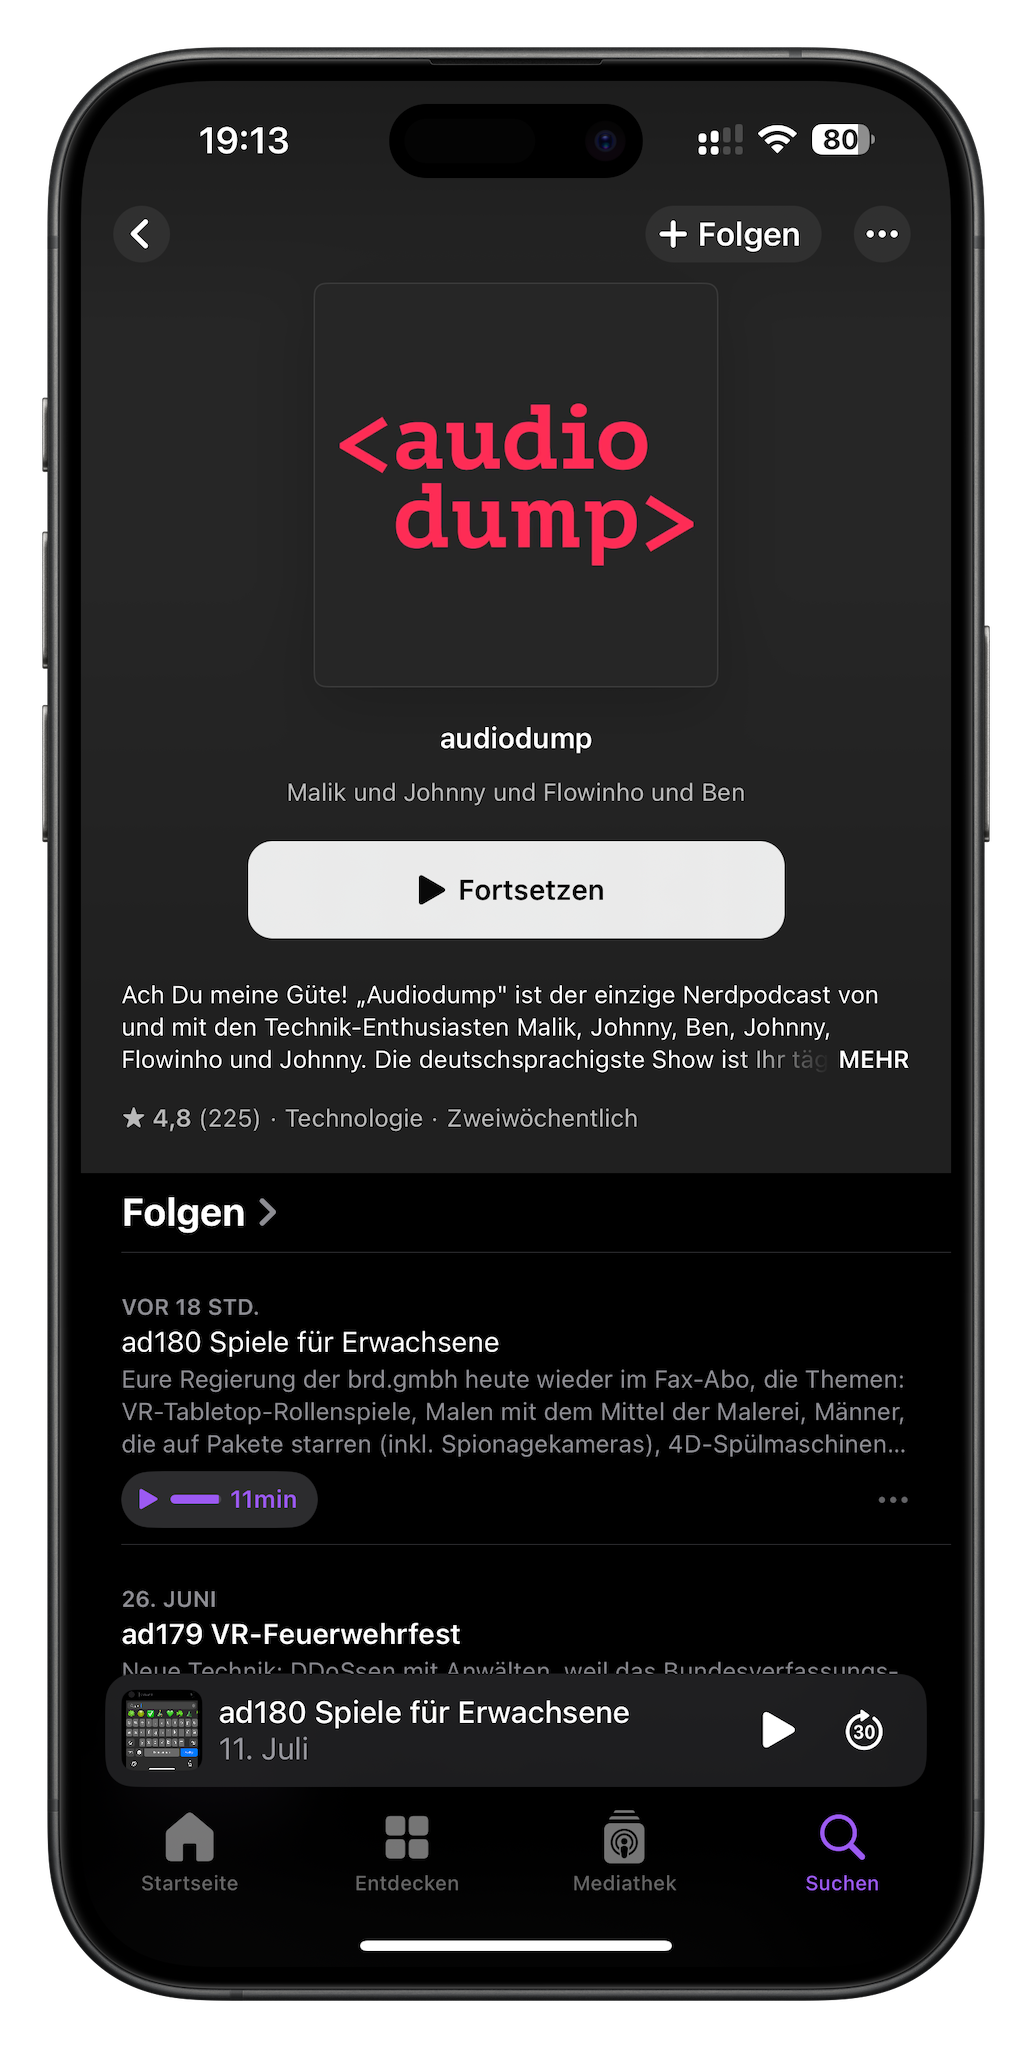 19:13
80
Folgen
<audio
dump>
audiodump
Malik und Johnny und Flowinho und Ben
Fortsetzen
Ach Du meine Güte! „Audiodump" ist der einzige Nerdpodcast von
und mit den Technik-Enthusiasten Malik, Johnny, Ben, Johnny,
Flowinho und Johnny. Die deutschsprachigste Show ist Ihr täg MEHR
4,8 (225) · Technologie · Zweiwöchentlich
Folgen
VOR 18 STD.
ad180 Spiele für Erwachsene
Eure Regierung der brd.gmbh heute wieder im Fax-Abo, die Themen:
VR-Tabletop-Rollenspiele, Malen mit dem Mittel der Malerei, Männer,
die auf Pakete starren (inkl. Spionagekameras), 4D-Spülmaschinen...
11min
26. JUNI
ad179 VR-Feuerwehrfest
Neue Technik: DDoSsen mit Anwälten, weil das Bundesverfassungs-
ad180 Spiele für Erwachsene
11. Juli
30
Startseite
Entdecken
Mediathek
Suchen